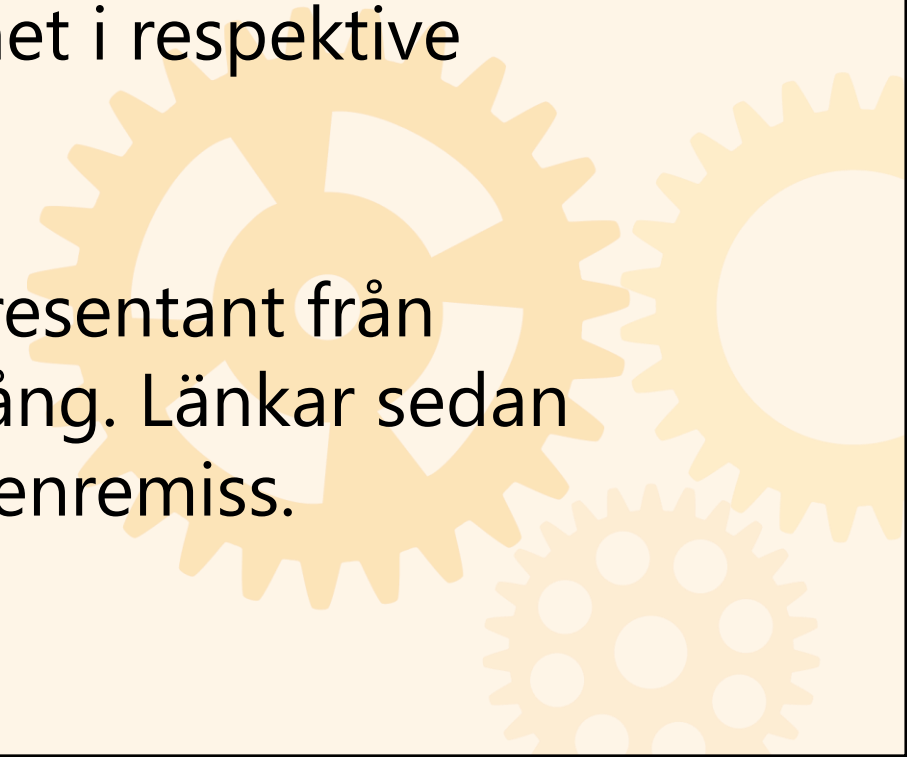 et i respektive
resentant från
ång. Länkar sedan
enremiss.